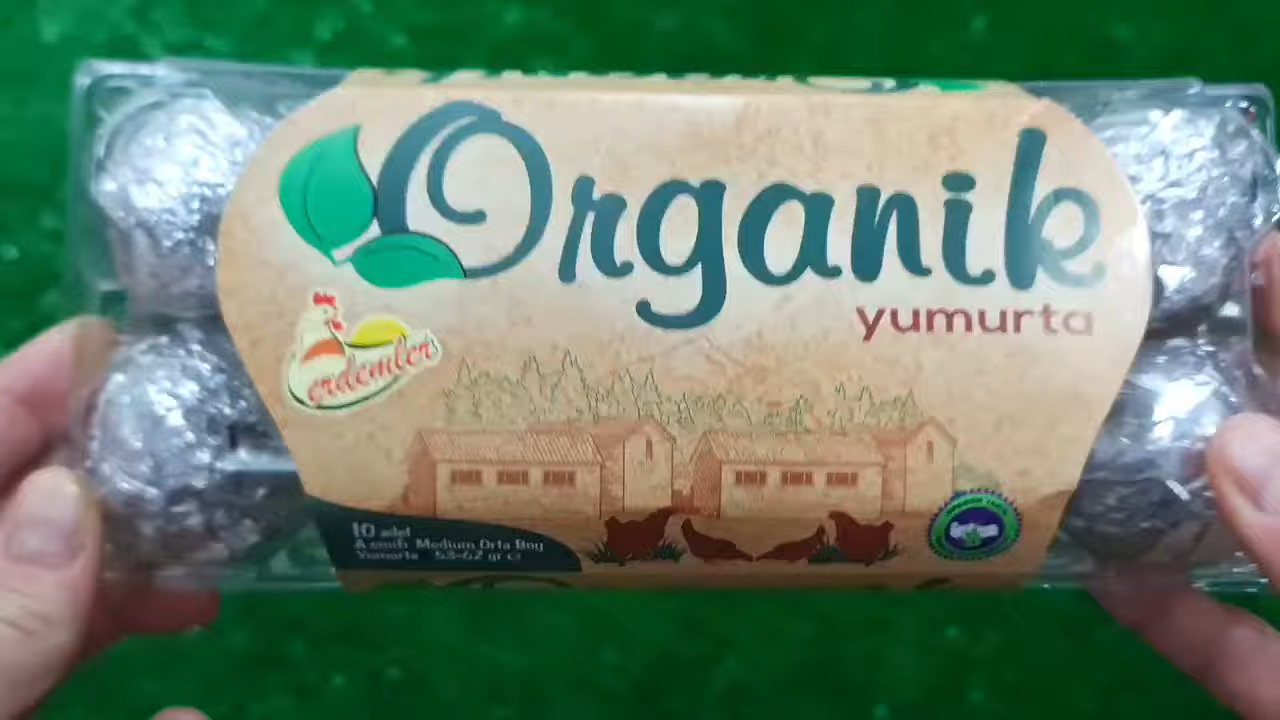 Organik
yumurta
erdemler
10 adet
A sınıfı Medium Orta Boy
Yumurta 53-62 gr